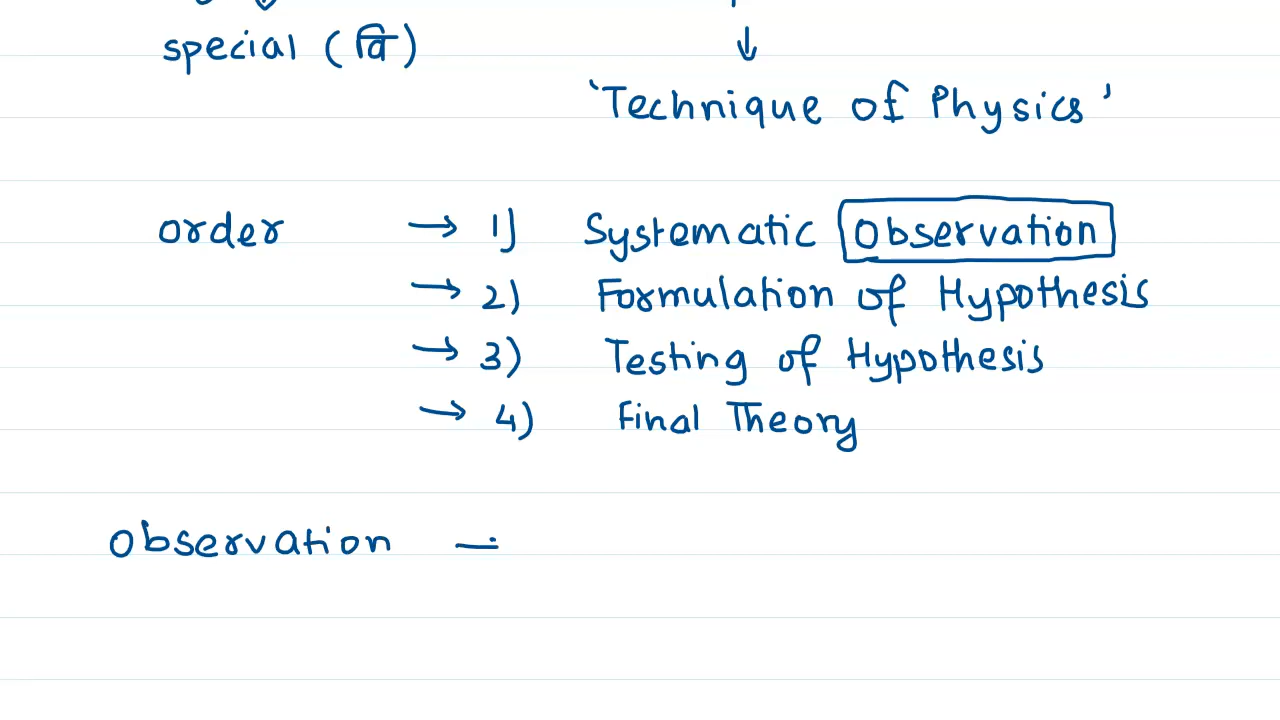 special (वि)
↓
'Technique of Physics'
order → 1) Systematic Observation
→ 2) Formulation of Hypothesis
→ 3) Testing of Hypothesis
→ 4) Final Theory
Observation —